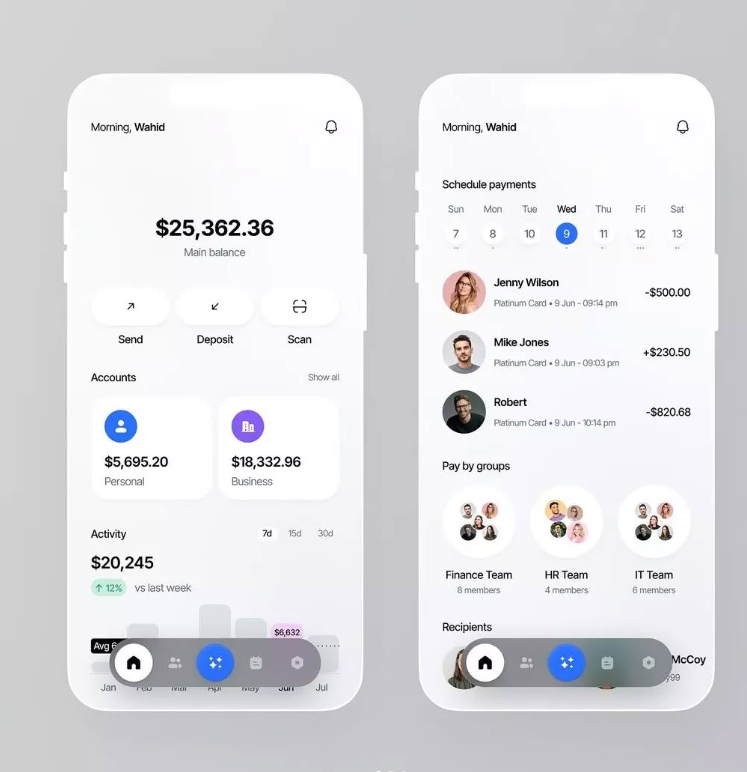 Morning, Wahid
$25,362.36
Main balance
Send Deposit Scan
Accounts Show all
$5,695.20 $18,332.96
Personal Business
Activity 7d 15d 30d
$20,245
↑ 12% vs last week
$6,632
Avg
Jan Feb Mar Apr May Jun Jul
Morning, Wahid
Schedule payments
Sun Mon Tue Wed Thu Fri Sat
7 8 10 9 11 12 13
Jenny Wilson
-$500.00
Platinum Card • 9 Jun - 09:14 pm
Mike Jones
+$230.50
Platinum Card • 9 Jun - 09:03 pm
Robert
-$820.68
Platinum Card • 9 Jun - 10:14 pm
Pay by groups
Finance Team HR Team IT Team
8 members 4 members 6 members
Recipients
McCoy